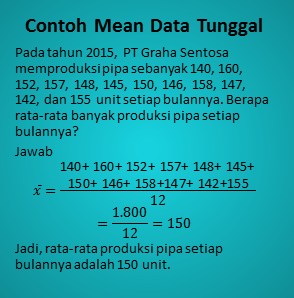 Contoh Mean Data Tunggal
Pada tahun 2015, PT Graha Sentosa
memproduksi pipa sebanyak 140, 160,
152, 157, 148, 145, 150, 146, 158, 147,
142, dan 155 unit setiap bulannya. Berapa
rata-rata banyak produksi pipa setiap
bulannya?
Jawab
140+ 160+ 152+ 157+ 148+ 145+
x̄ = 150+ 146+ 158+147+ 142+155
12
= 1.800/12 = 150
Jadi, rata-rata produksi pipa setiap
bulannya adalah 150 unit.